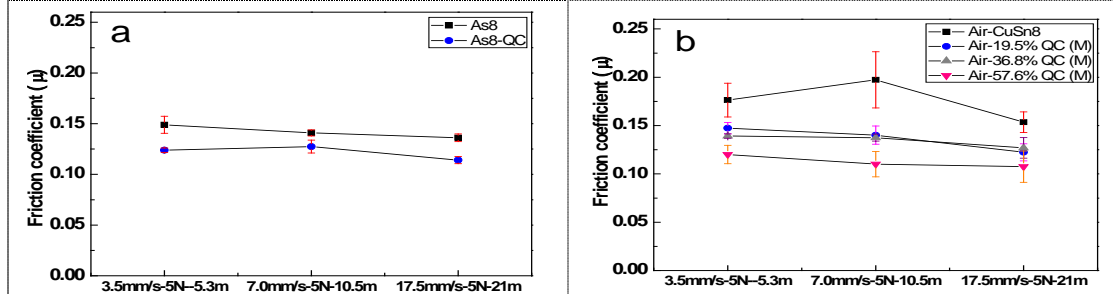 a
As8
As8-QC
Friction coefficient (μ)
0.25
0.20
0.15
0.10
0.05
0.00
3.5mm/s-5N--5.3m
7.0mm/s-5N-10.5m
17.5mm/s-5N-21m
b
Air-CuSn8
Air-19.5% QC (M)
Air-36.8% QC (M)
Air-57.6% QC (M)
Friction coefficient (μ)
0.25
0.20
0.15
0.10
0.05
0.00
3.5mm/s-5N--5.3m
7.0mm/s-5N-10.5m
17.5mm/s-5N-21m